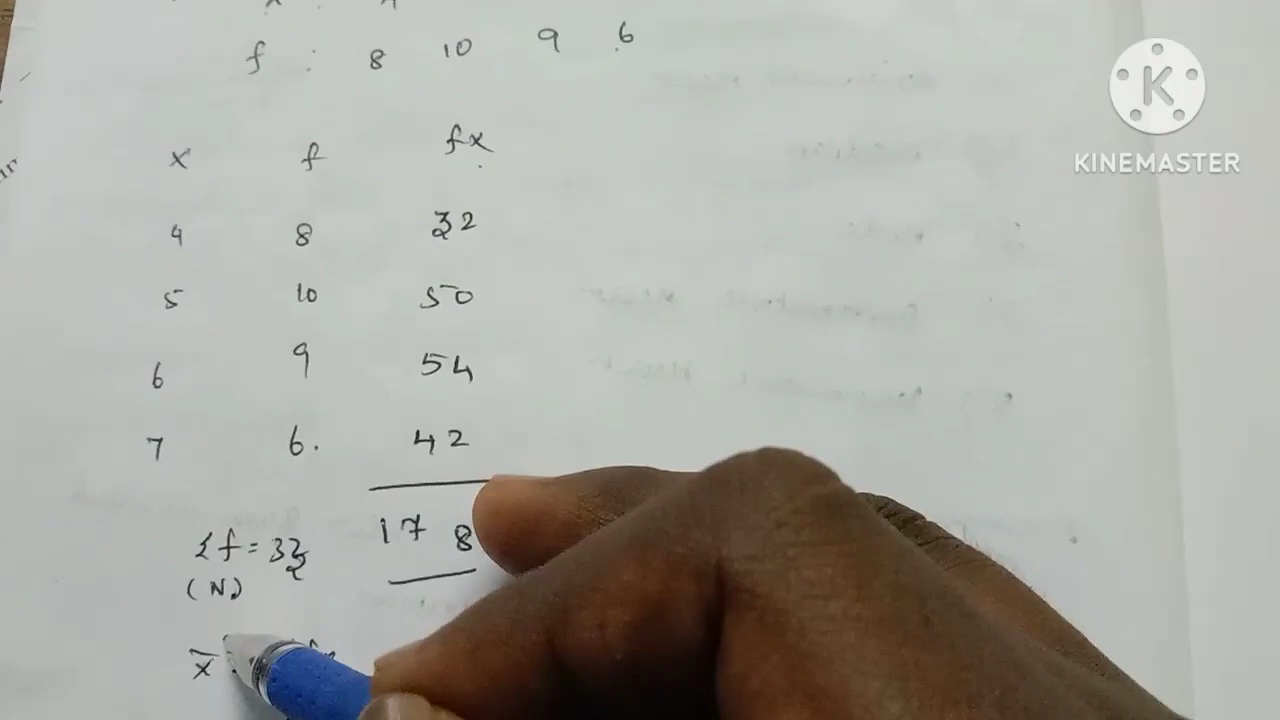 f : 8 10 9 6
KINEMASTER
x f fx
4 8 32
5 10 50
6 9 54
7 6. 42
Σf = 33 178
(N)
x̄